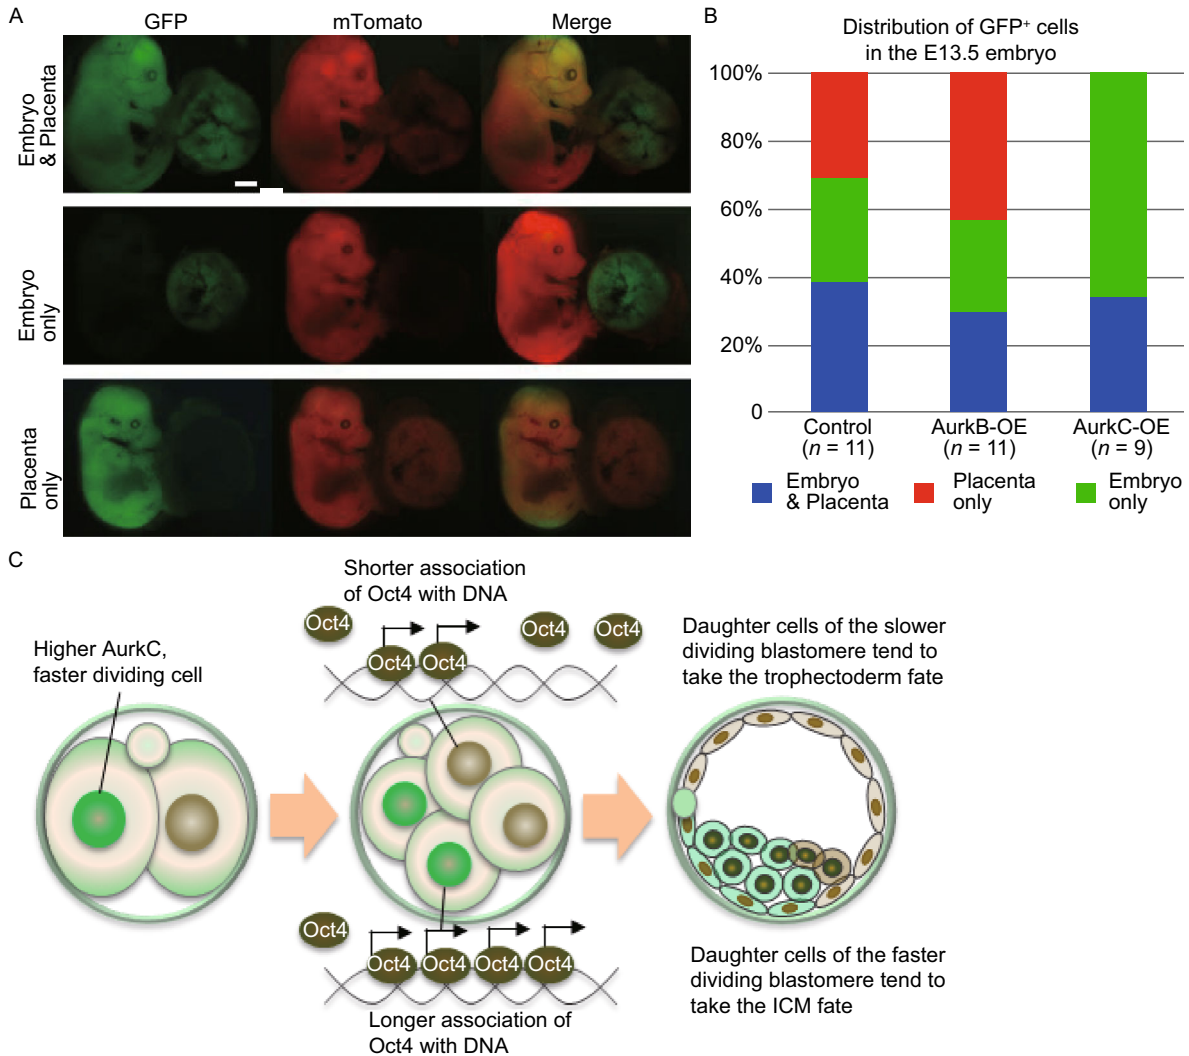 A
GFP
mTomato
Merge
Embryo
& Placenta
Embryo
only
Placenta
only
B
Distribution of GFP⁺ cells
in the E13.5 embryo
100%
80%
60%
40%
20%
0
Control
(n = 11)
AurkB-OE
(n = 11)
AurkC-OE
(n = 9)
Embryo
& Placenta
Placenta
only
Embryo
only
C
Higher AurkC,
faster dividing cell
Shorter association
of Oct4 with DNA
Oct4
Oct4
Oct4
Oct4
Oct4
Oct4
Oct4
Oct4
Oct4
Oct4
Longer association of
Oct4 with DNA
Daughter cells of the slower
dividing blastomere tend to
take the trophectoderm fate
Daughter cells of the faster
dividing blastomere tend to
take the ICM fate